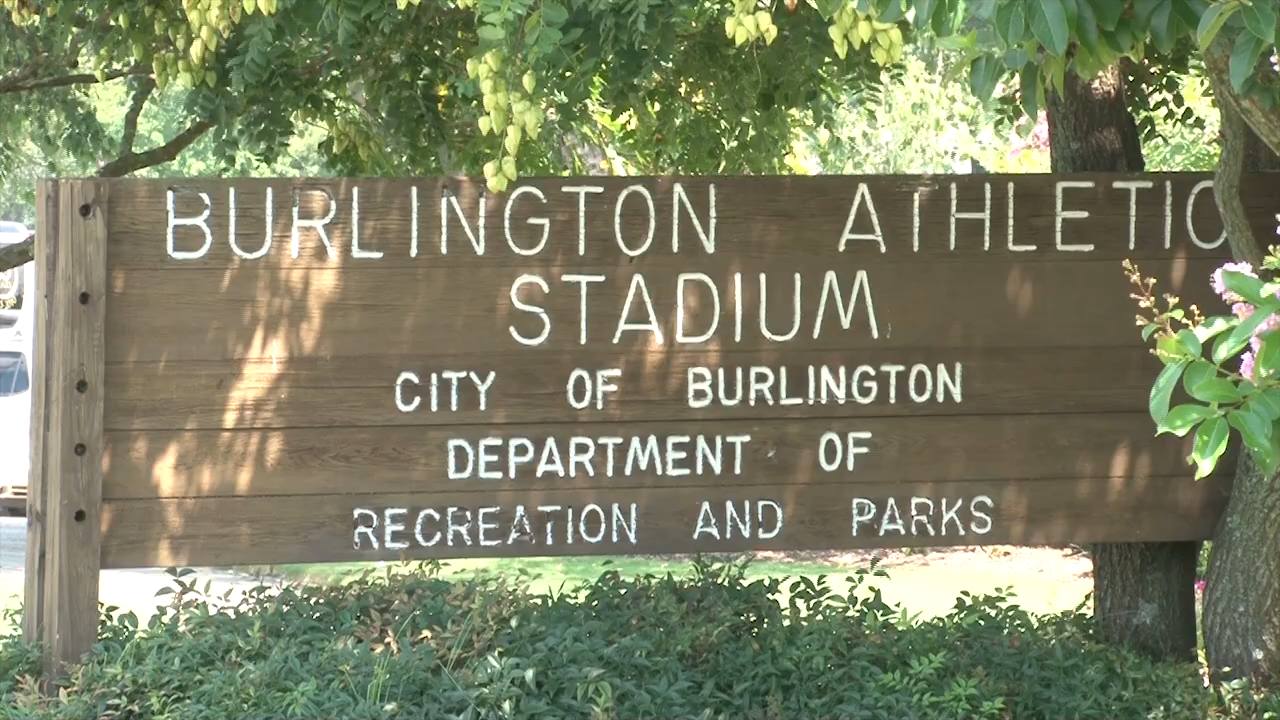 BURLINGTON ATHLETIC
STADIUM
CITY OF BURLINGTON
DEPARTMENT OF
RECREATION AND PARKS